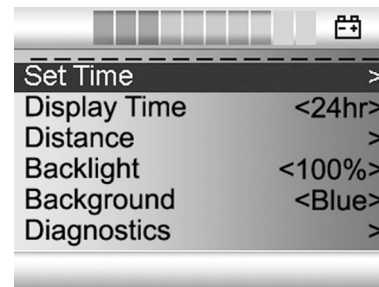 Set Time >
Display Time <24hr>
Distance >
Backlight <100%>
Background <Blue>
Diagnostics >